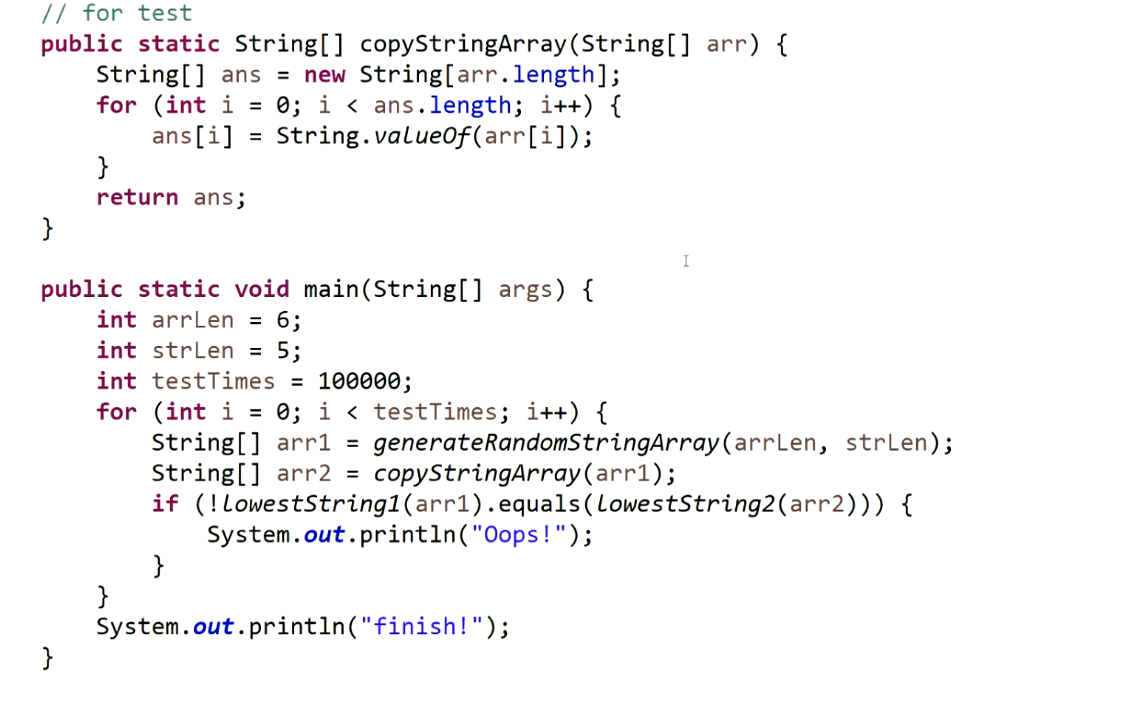 // for test
public static String[] copyStringArray(String[] arr) {
    String[] ans = new String[arr.length];
    for (int i = 0; i < ans.length; i++) {
        ans[i] = String.valueOf(arr[i]);
    }
    return ans;
}

public static void main(String[] args) {
    int arrLen = 6;
    int strLen = 5;
    int testTimes = 100000;
    for (int i = 0; i < testTimes; i++) {
        String[] arr1 = generateRandomStringArray(arrLen, strLen);
        String[] arr2 = copyStringArray(arr1);
        if (!lowestString1(arr1).equals(lowestString2(arr2))) {
            System.out.println("Oops!");
        }
    }
    System.out.println("finish!");
}